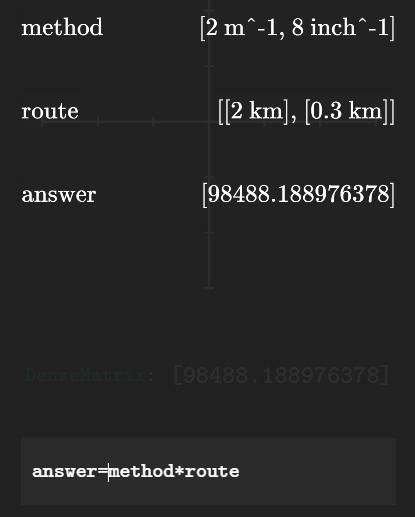 method [2 m^-1, 8 inch^-1]
route [[2 km], [0.3 km]]
answer [98488.188976378]
DenseMatrix: [98488.188976378]
answer=method*route